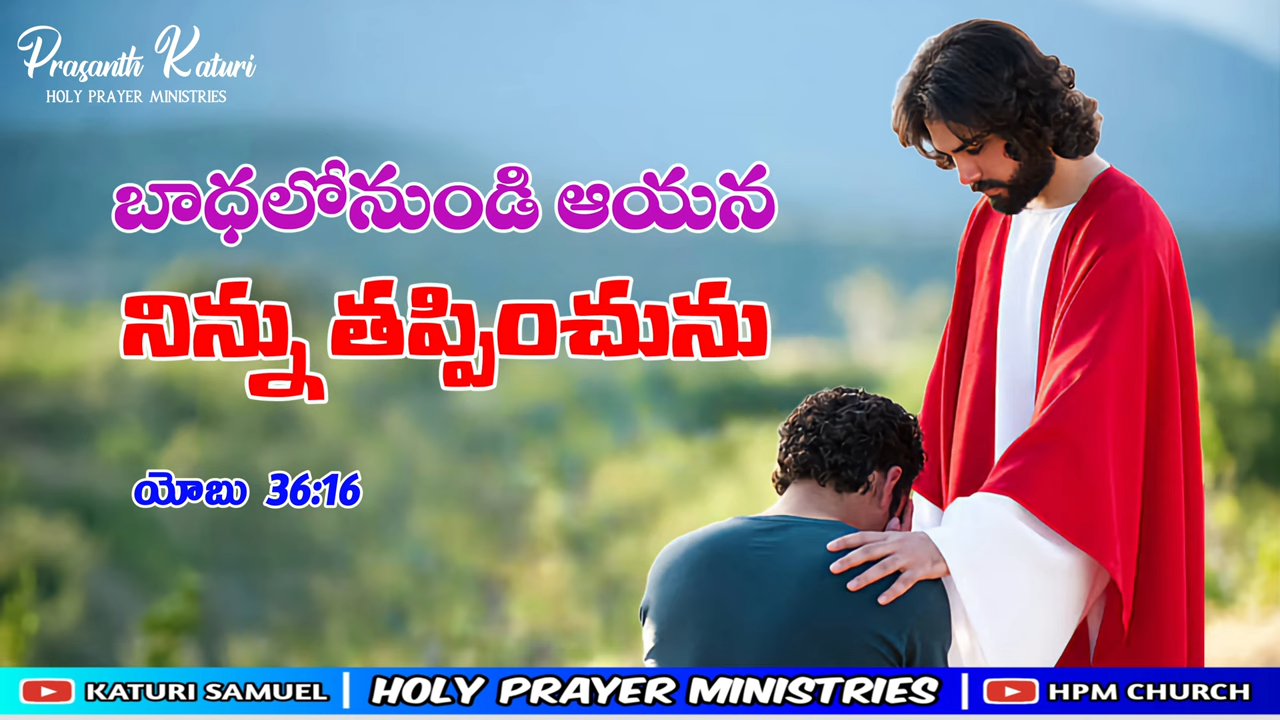 Prasanth Katuri
HOLY PRAYER MINISTRIES
బాధలోనుండి ఆయన
నిన్ను తప్పించును
యోబు 36:16
KATURI SAMUEL | HOLY PRAYER MINISTRIES | HPM CHURCH